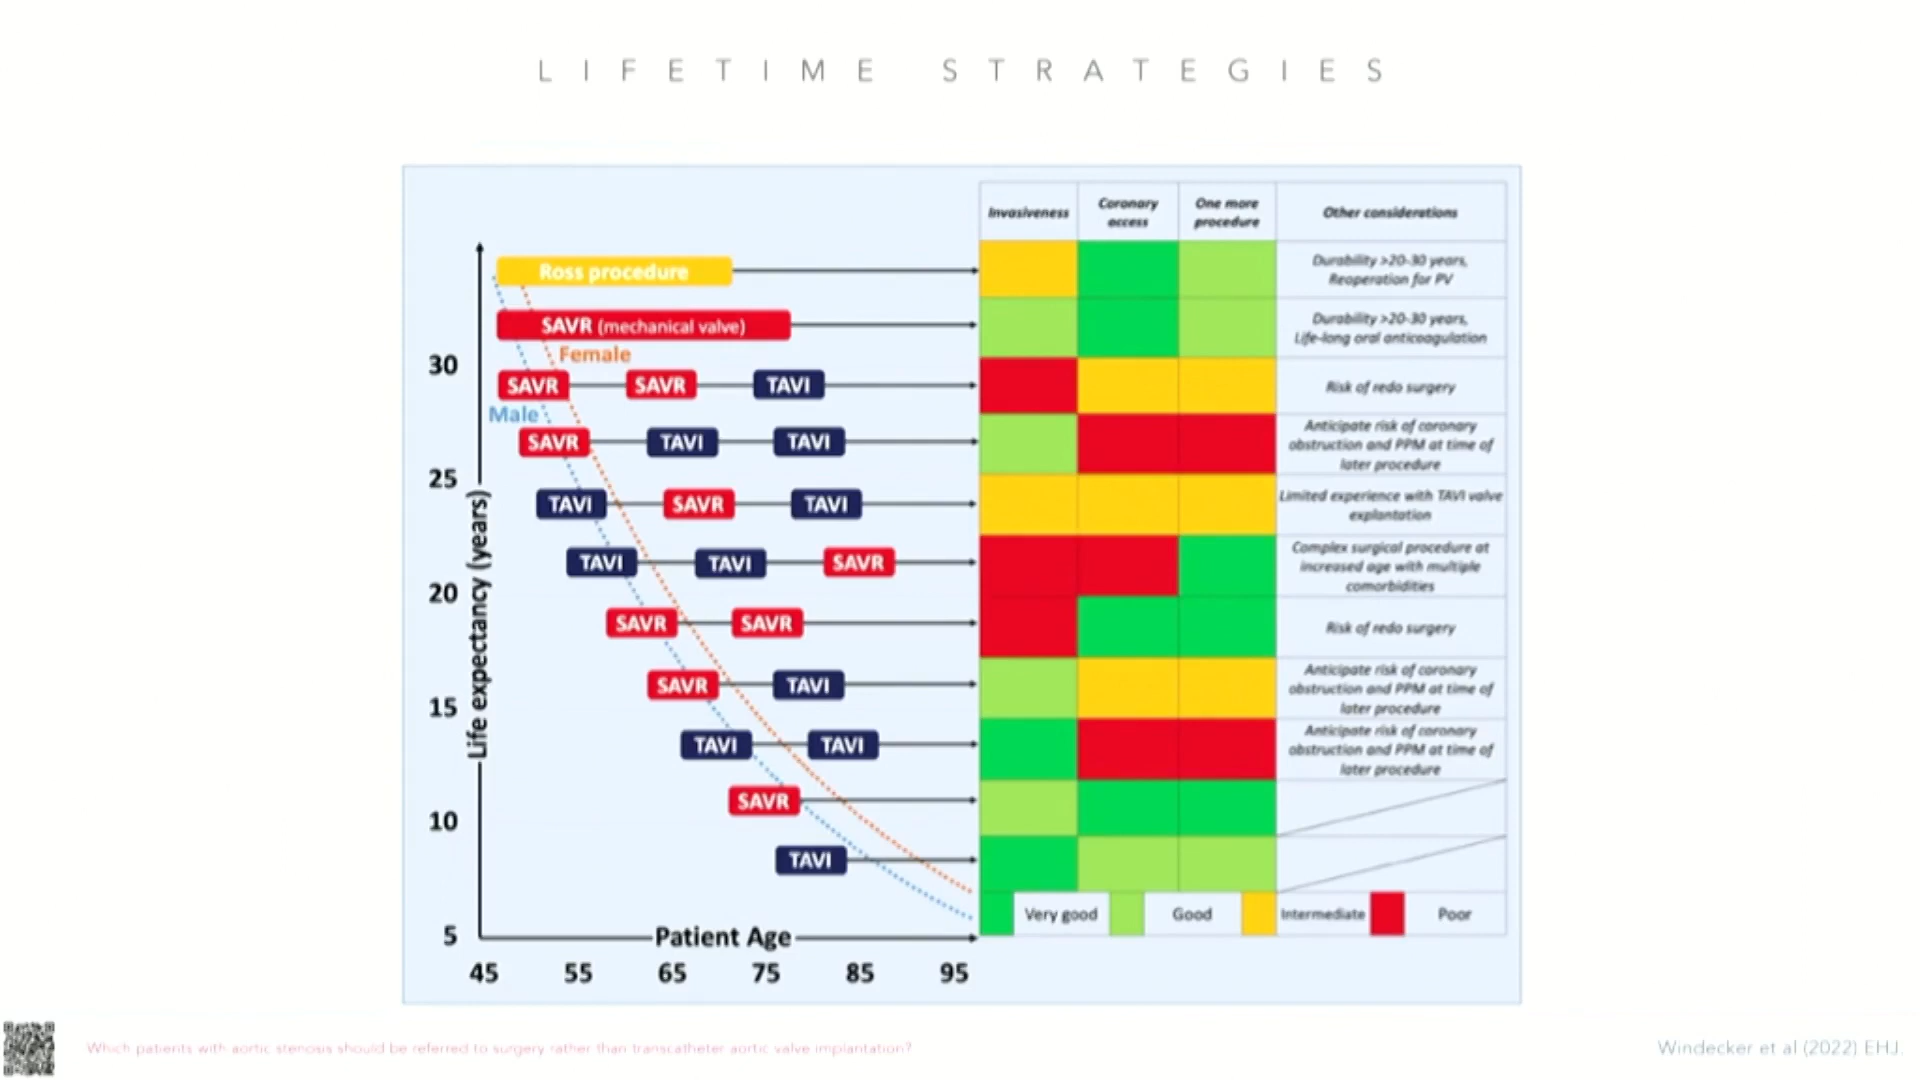 LIFETIME STRATEGIES
Invasiveness
Coronary
access
One more
procedure
Other considerations
Ross procedure
Durability >20-30 years,
Reoperation for PV
SAVR (mechanical valve)
Durability >20-30 years,
Life-long oral anticoagulation
Female
30
SAVR SAVR TAVI
Risk of redo surgery
Male
SAVR TAVI TAVI
Anticipate risk of coronary
obstruction and PPM at time of
later procedure
25
TAVI SAVR TAVI
Limited experience with TAVI valve
explantation
TAVI TAVI SAVR
Complex surgical procedure at
increased age with multiple
comorbidities
20
Life expectancy (years)
SAVR SAVR
Risk of redo surgery
SAVR TAVI
Anticipate risk of coronary
obstruction and PPM at time of
later procedure
15
TAVI TAVI
Anticipate risk of coronary
obstruction and PPM at time of
later procedure
SAVR
10
TAVI
Very good Good Intermediate Poor
5
Patient Age
45 55 65 75 85 95
Which patients with aortic stenosis should be referred to surgery rather than transcatheter aortic valve implantation?
Windecker et al (2022) EHJ.